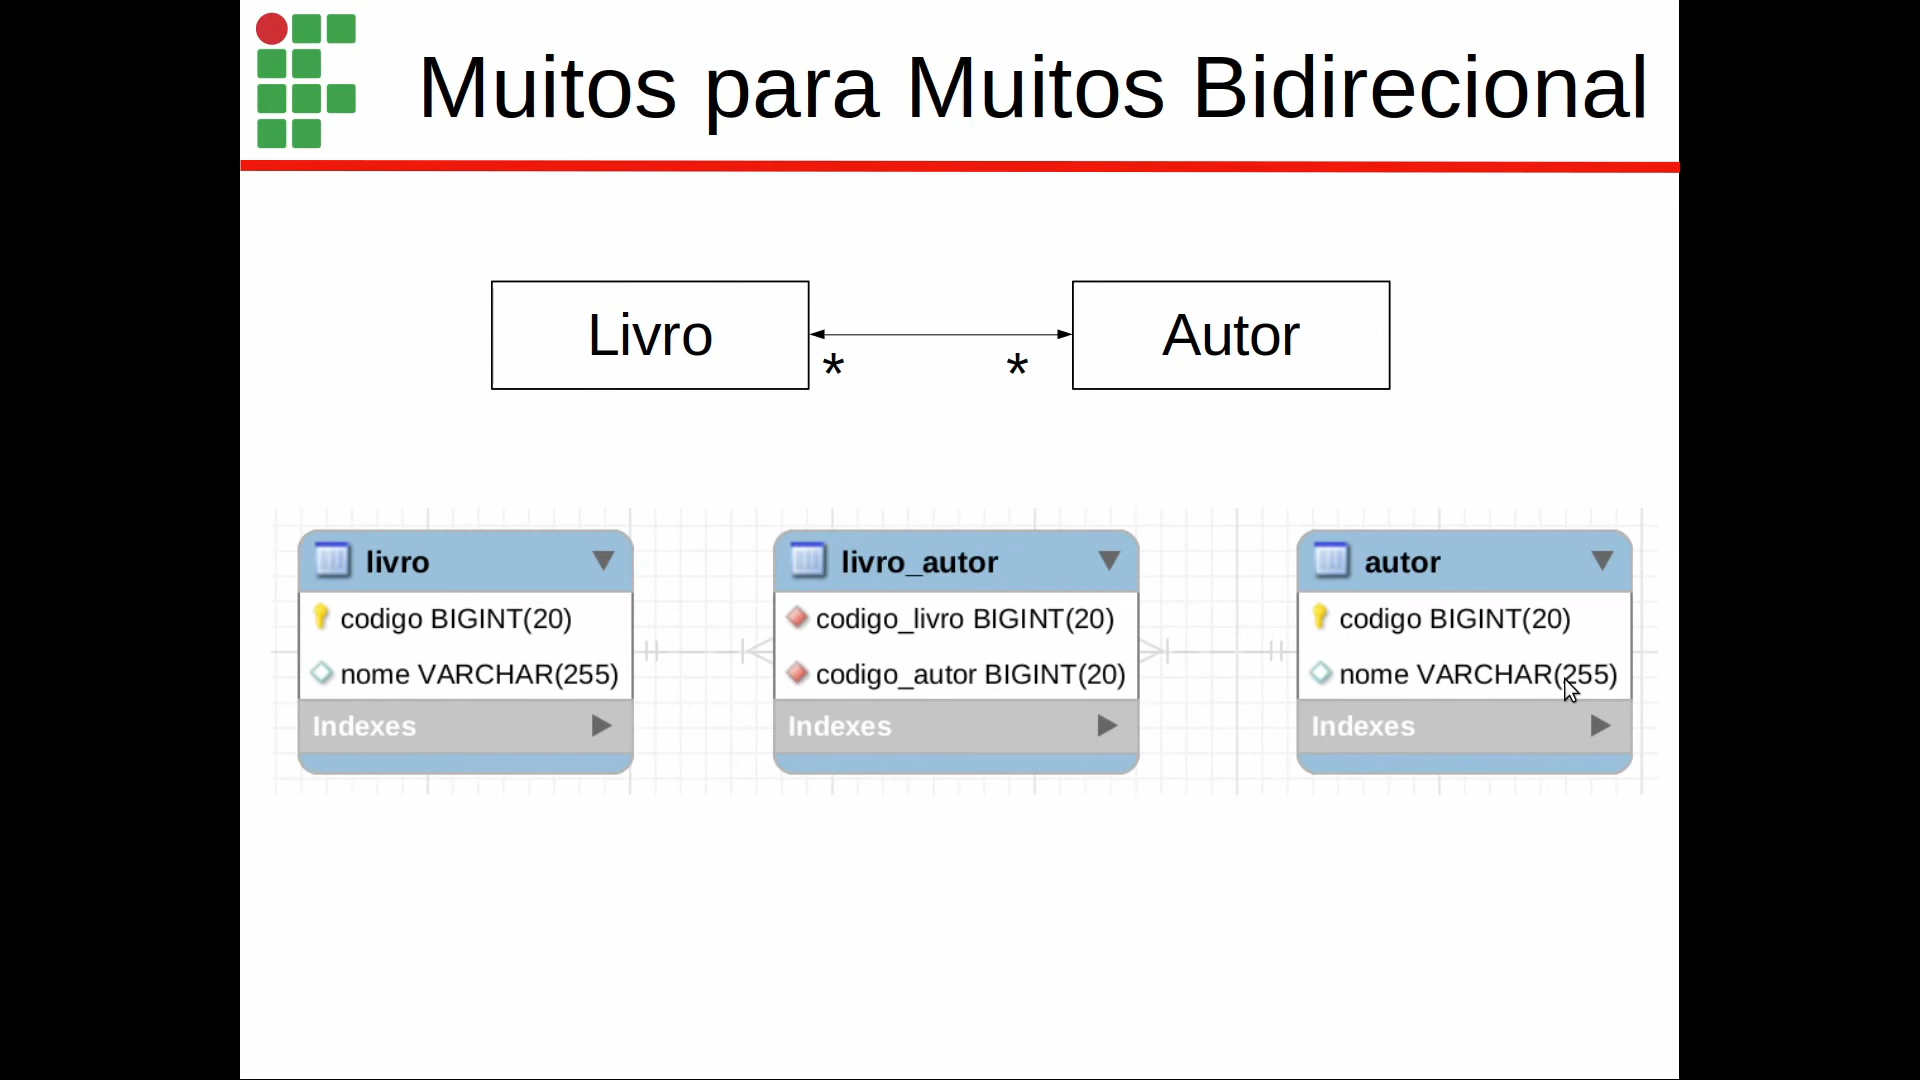 Muitos para Muitos Bidirecional
Livro
Autor
* *
livro
codigo BIGINT(20)
nome VARCHAR(255)
Indexes
livro_autor
codigo_livro BIGINT(20)
codigo_autor BIGINT(20)
Indexes
autor
codigo BIGINT(20)
nome VARCHAR(255)
Indexes